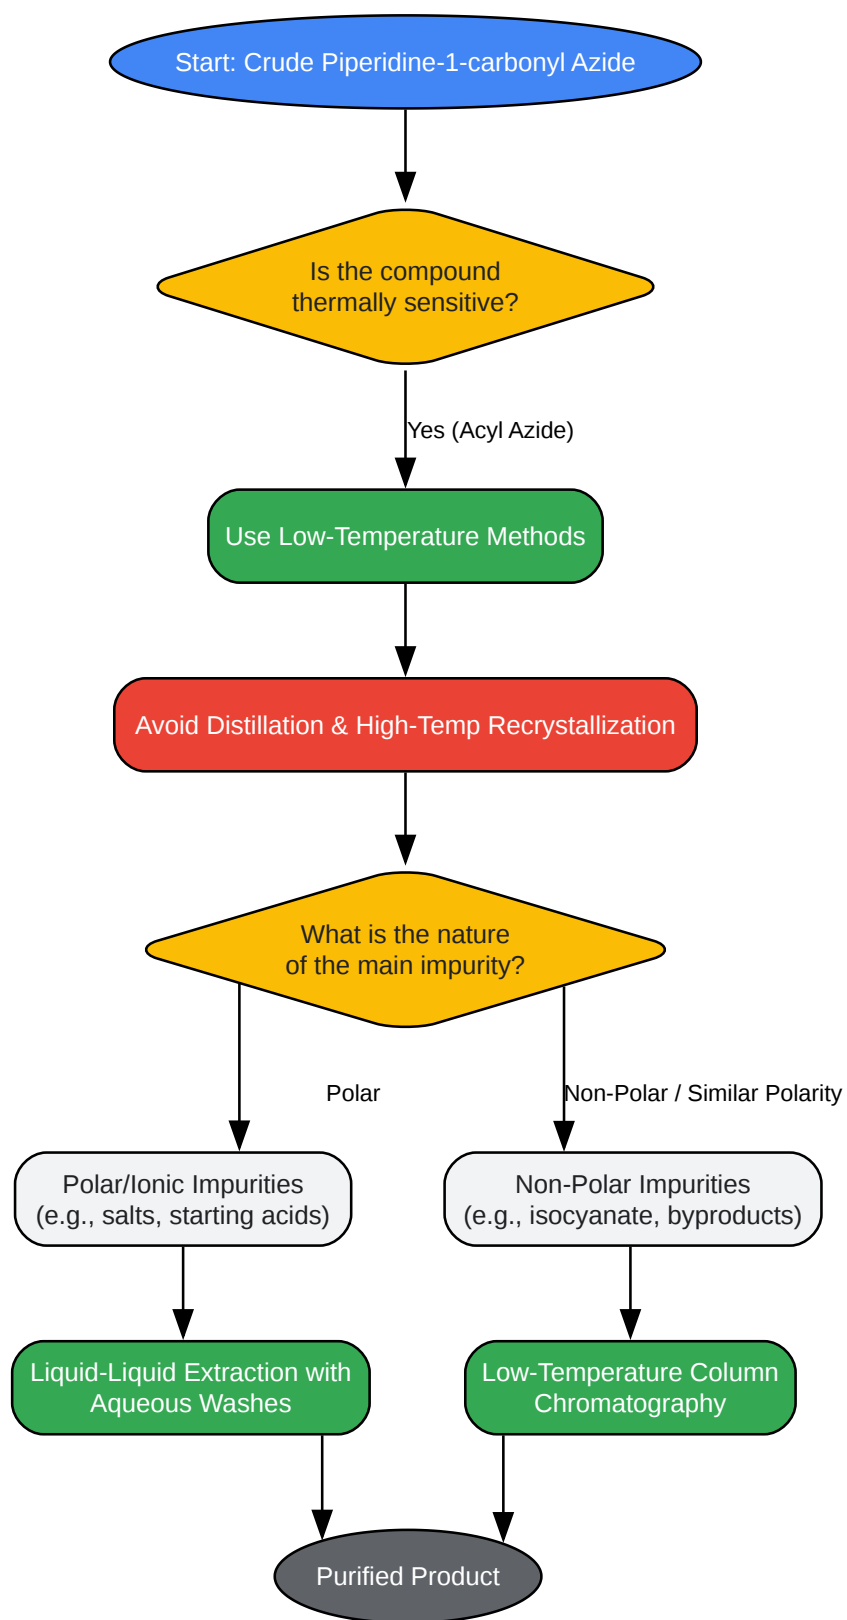 Start: Crude Piperidine-1-carbonyl Azide
Is the compound
thermally sensitive?
Yes (Acyl Azide)
Use Low-Temperature Methods
Avoid Distillation & High-Temp Recrystallization
What is the nature
of the main impurity?
Polar
Non-Polar / Similar Polarity
Polar/Ionic Impurities
(e.g., salts, starting acids)
Non-Polar Impurities
(e.g., isocyanate, byproducts)
Liquid-Liquid Extraction with
Aqueous Washes
Low-Temperature Column
Chromatography
Purified Product